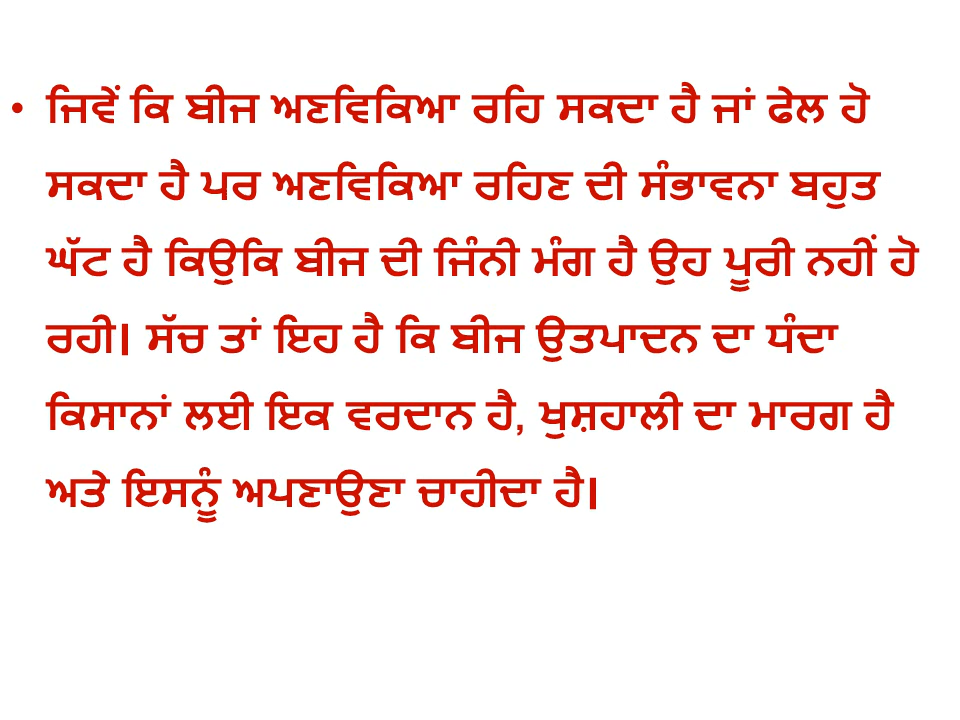 • ਜਿਵੇਂ ਕਿ ਬੀਜ ਅਣਵਿਕਿਆ ਰਹਿ ਸਕਦਾ ਹੈ ਜਾਂ ਫੇਲ ਹੋ
ਸਕਦਾ ਹੈ ਪਰ ਅਣਵਿਕਿਆ ਰਹਿਣ ਦੀ ਸੰਭਾਵਨਾ ਬਹੁਤ
ਘੱਟ ਹੈ ਕਿਉਕਿ ਬੀਜ ਦੀ ਜਿੰਨੀ ਮੰਗ ਹੈ ਉਹ ਪੂਰੀ ਨਹੀਂ ਹੋ
ਰਹੀ। ਸੱਚ ਤਾਂ ਇਹ ਹੈ ਕਿ ਬੀਜ ਉਤਪਾਦਨ ਦਾ ਧੰਦਾ
ਕਿਸਾਨਾਂ ਲਈ ਇਕ ਵਰਦਾਨ ਹੈ, ਖੁਸ਼ਹਾਲੀ ਦਾ ਮਾਰਗ ਹੈ
ਅਤੇ ਇਸਨੂੰ ਅਪਣਾਉਣਾ ਚਾਹੀਦਾ ਹੈ।